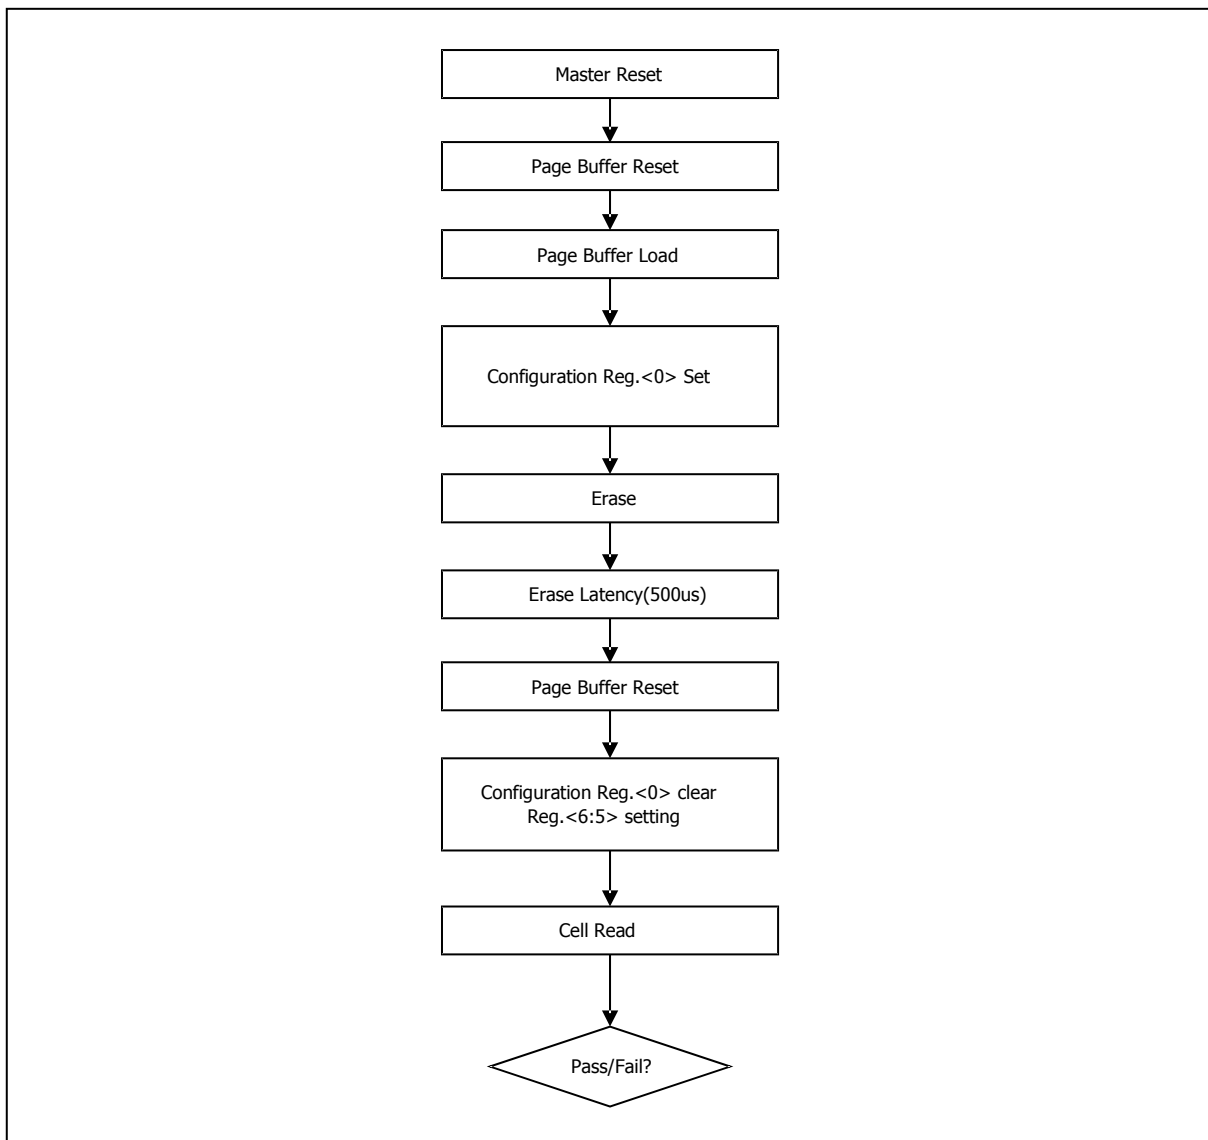 Master Reset
Page Buffer Reset
Page Buffer Load
Configuration Reg.<0> Set
Erase
Erase Latency(500us)
Page Buffer Reset
Configuration Reg.<0> clear
Reg.<6:5> setting
Cell Read
Pass/Fail?